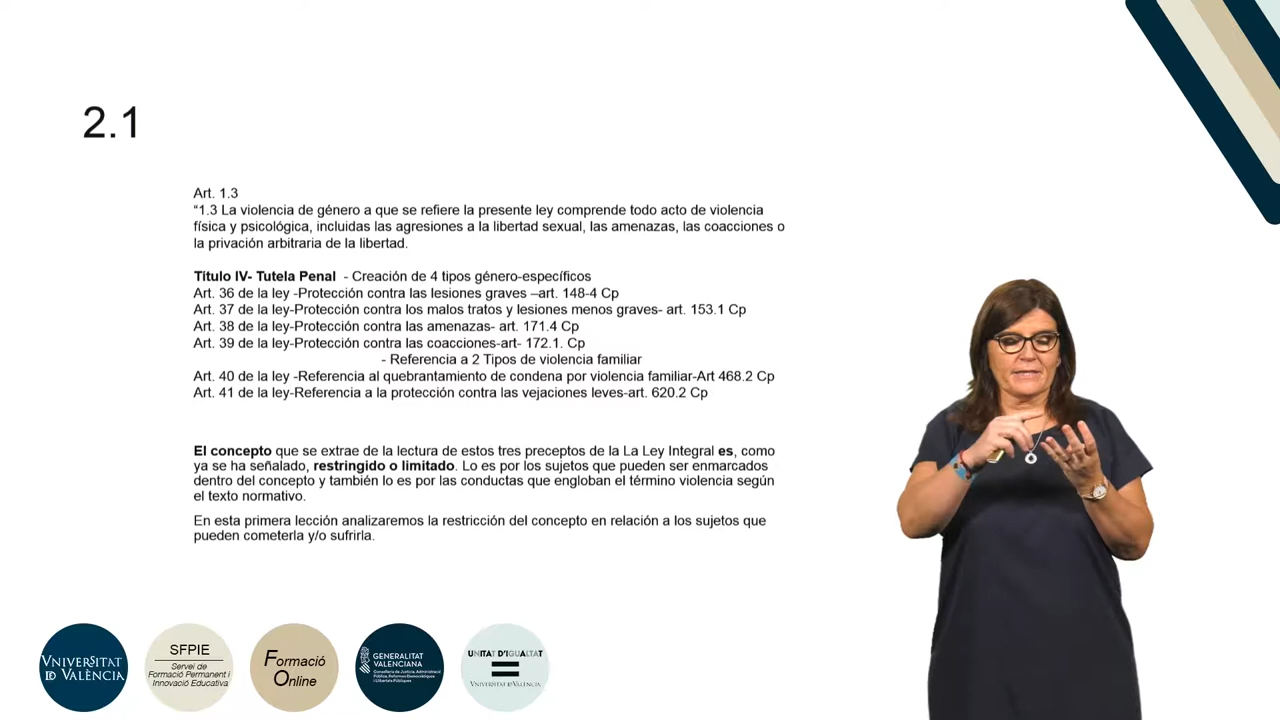 2.1
Art. 1.3
“1.3 La violencia de género a que se refiere la presente ley comprende todo acto de violencia
física y psicológica, incluidas las agresiones a la libertad sexual, las amenazas, las coacciones o
la privación arbitraria de la libertad.
Título IV- Tutela Penal - Creación de 4 tipos género-específicos
Art. 36 de la ley -Protección contra las lesiones graves –art. 148-4 Cp
Art. 37 de la ley-Protección contra los malos tratos y lesiones menos graves- art. 153.1 Cp
Art. 38 de la ley-Protección contra las amenazas- art. 171.4 Cp
Art. 39 de la ley-Protección contra las coacciones-art- 172.1. Cp
- Referencia a 2 Tipos de violencia familiar
Art. 40 de la ley -Referencia al quebrantamiento de condena por violencia familiar-Art 468.2 Cp
Art. 41 de la ley-Referencia a la protección contra las vejaciones leves-art. 620.2 Cp
El concepto que se extrae de la lectura de estos tres preceptos de la La Ley Integral es, como
ya se ha señalado, restringido o limitado. Lo es por los sujetos que pueden ser enmarcados
dentro del concepto y también lo es por las conductas que engloban el término violencia según
el texto normativo.
En esta primera lección analizaremos la restricción del concepto en relación a los sujetos que
pueden cometerla y/o sufrirla.
VNIVERSITAT
DE VALÈNCIA
SFPIE
Servei de
Formació Permanent i
Innovació Educativa
Formació
Online
GENERALITAT
VALENCIANA
Conselleria de Justícia, Administració
Pública, Reformes Democràtiques
i Llibertats Públiques
UNITAT D'IGUALTAT
VNIVERSITAT DE VALÈNCIA